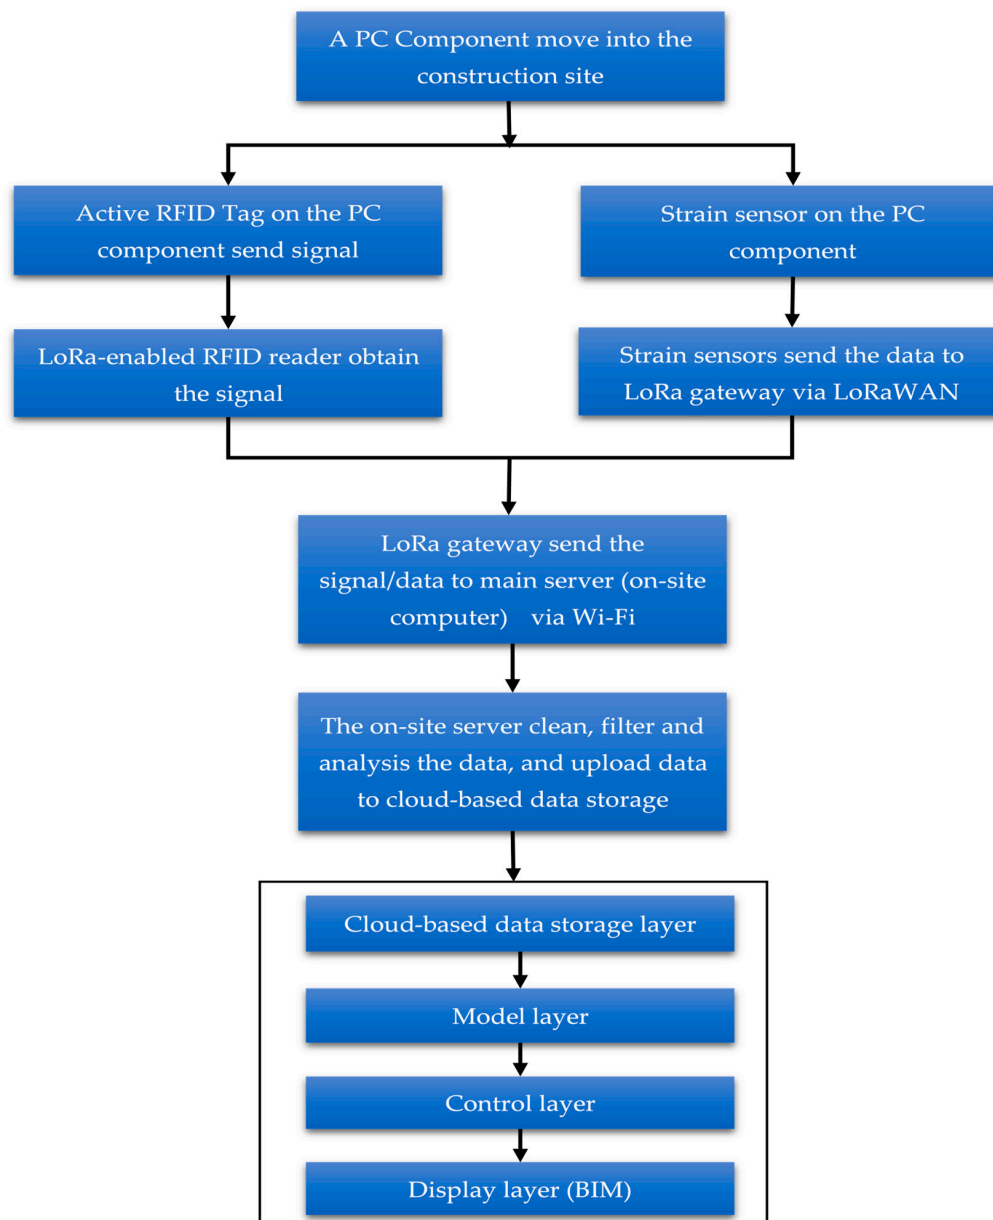 A PC Component move into the
construction site
Active RFID Tag on the PC
component send signal
Strain sensor on the PC
component
LoRa-enabled RFID reader obtain
the signal
Strain sensors send the data to
LoRa gateway via LoRaWAN
LoRa gateway send the
signal/data to main server (on-site
computer) via Wi-Fi
The on-site server clean, filter and
analysis the data, and upload data
to cloud-based data storage
Cloud-based data storage layer
Model layer
Control layer
Display layer (BIM)